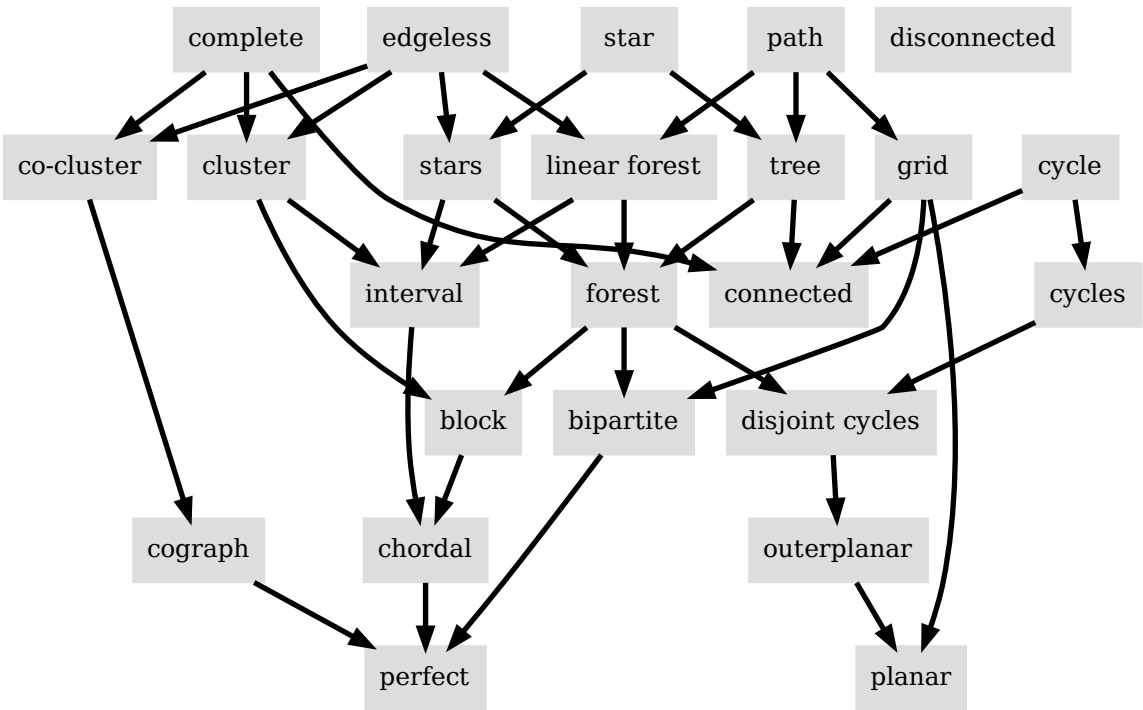 complete
edgeless
star
path
disconnected
co-cluster
cluster
stars
linear forest
tree
grid
cycle
interval
forest
connected
cycles
block
bipartite
disjoint cycles
cograph
chordal
outerplanar
perfect
planar